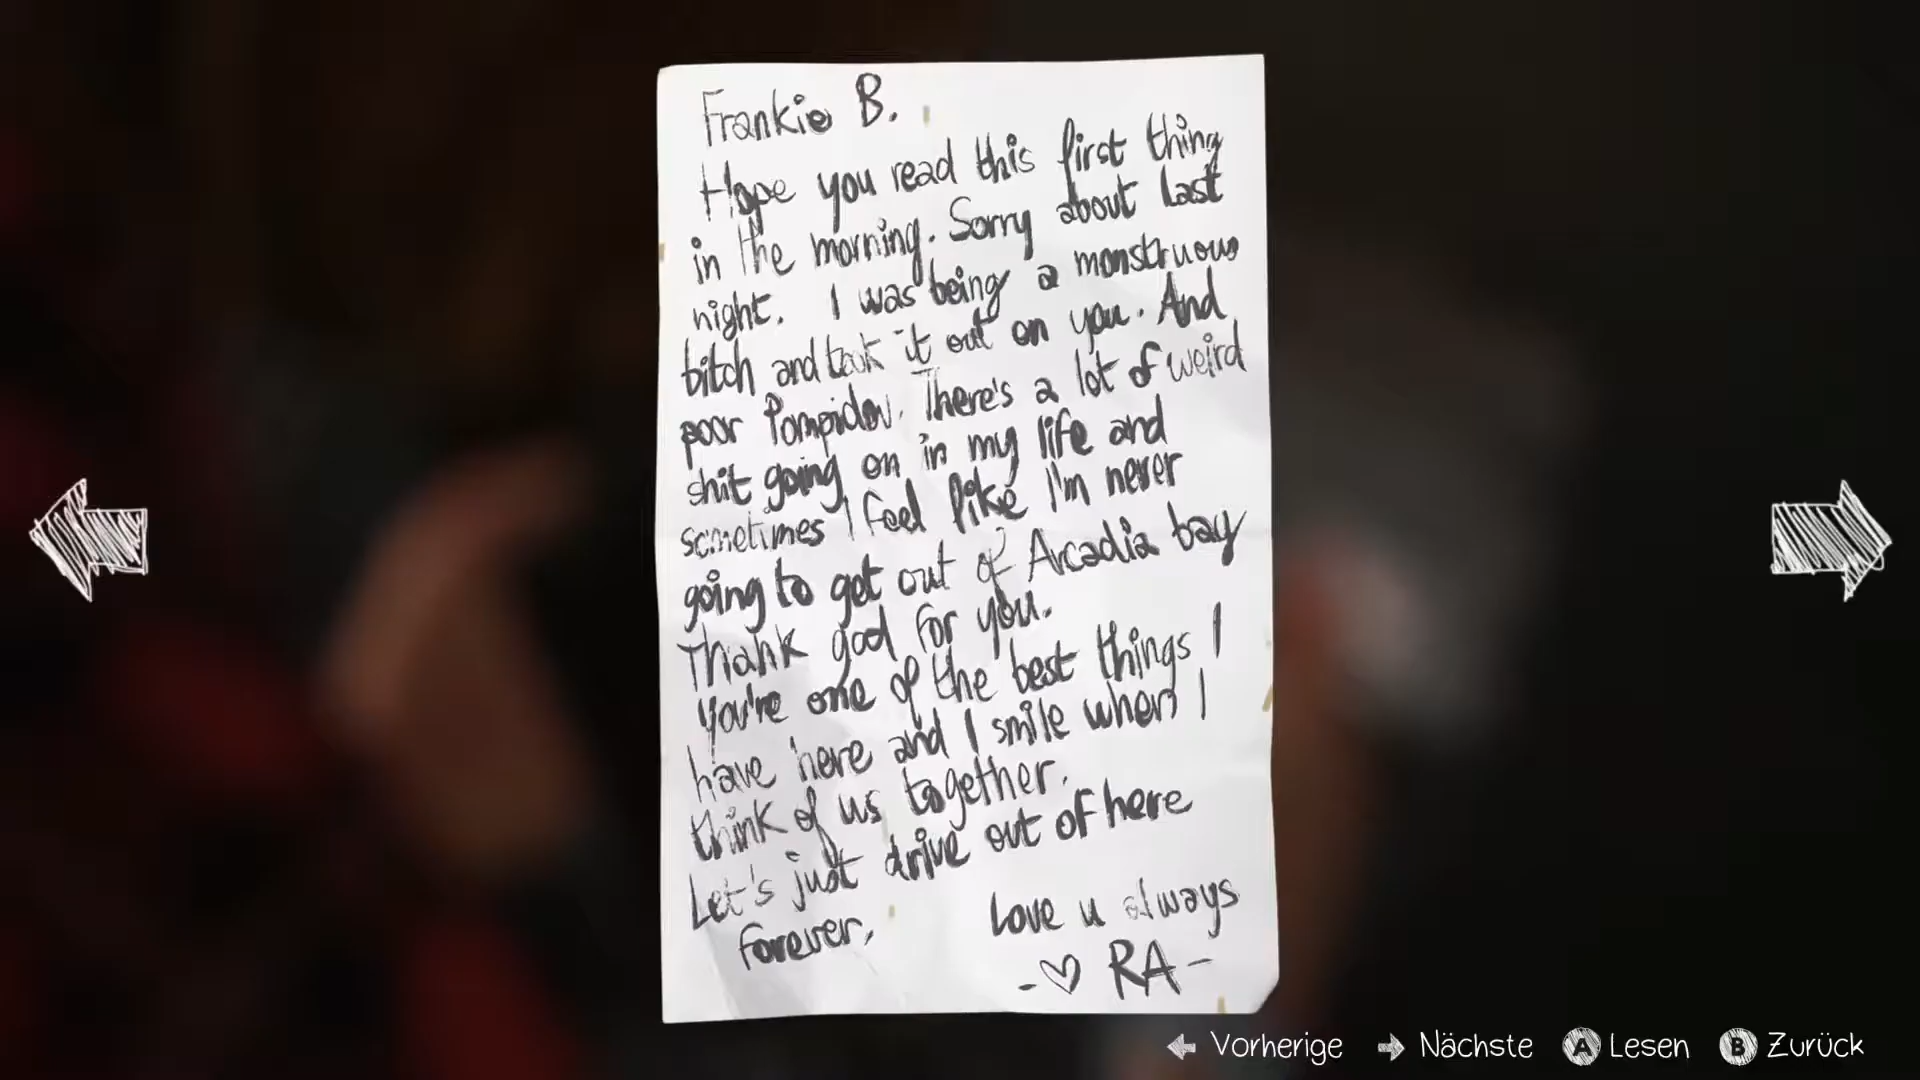 Frankie B.
Hope you read this first thing
in the morning. Sorry about last
night. I was being a monstruous
bitch and took it out on you. And
poor Pompidou. There's a lot of weird
shit going on in my life and
sometimes I feel like I'm never
going to get out of Arcadia bay
Thank god for you.
You're one of the best things I
have here and I smile when I
think of us together.
Let's just drive out of here
forever,
Love u always
-♡ RA-
Vorherige Nächste A Lesen B Zurück